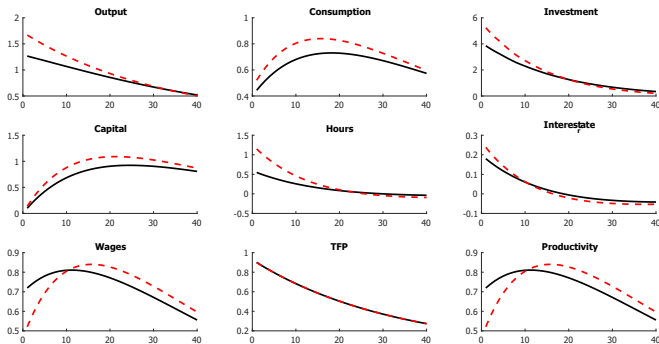 Output
2
1.5
1
0.5
0 10 20 30 40
Consumption
1
0.8
0.6
0.4
0 10 20 30 40
Investment
6
4
2
0
0 10 20 30 40
Capital
1.5
1
0.5
0
0 10 20 30 40
Hours
1.5
1
0.5
0
-0.5
0 10 20 30 40
Interest rate
0.3
0.2
0.1
0
-0.1
0 10 20 30 40
Wages
0.9
0.8
0.7
0.6
0.5
0 10 20 30 40
TFP
1
0.8
0.6
0.4
0.2
0 10 20 30 40
Productivity
0.9
0.8
0.7
0.6
0.5
0 10 20 30 40